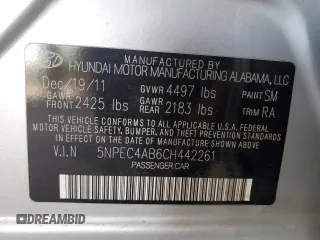 MANUFACTURED BY
HYUNDAI MOTOR MANUFACTURING ALABAMA, LLC
Dec/19/11 GVWR 4497 lbs PAINT SM
GAWR FRONT 2425 lbs GAWR REAR 2183 lbs TRIM RA
THIS VEHICLE CONFORMS TO ALL APPLICABLE U.S. FEDERAL MOTOR VEHICLE
SAFETY, BUMPER, AND THEFT PREVENTION STANDARDS IN EFFECT ON THE
DATE OF MANUFACTURE SHOWN ABOVE.
V.I.N 5NPEC4AB6CH442261
PASSENGER CAR
© DREAMBID © DREAMBID